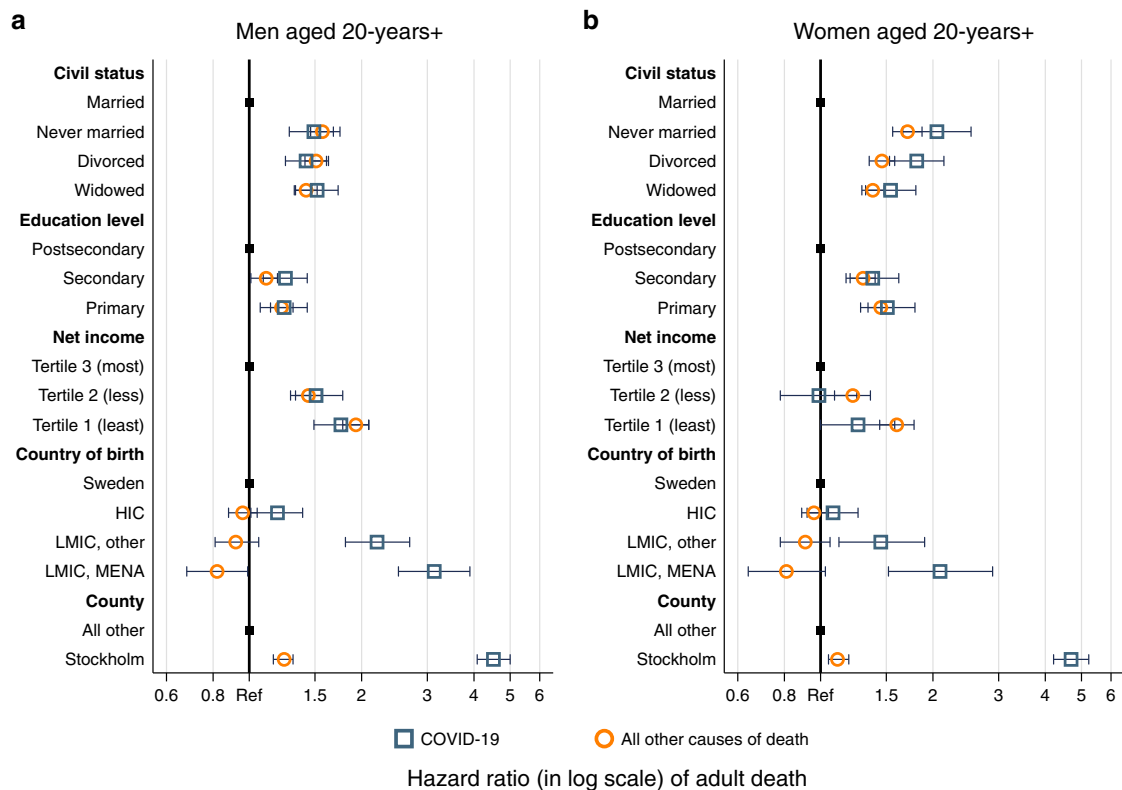 a
Men aged 20-years+
Civil status
Married
Never married
Divorced
Widowed
Education level
Postsecondary
Secondary
Primary
Net income
Tertile 3 (most)
Tertile 2 (less)
Tertile 1 (least)
Country of birth
Sweden
HIC
LMIC, other
LMIC, MENA
County
All other
Stockholm
0.6 0.8 Ref 1.5 2 3 4 5 6
b
Women aged 20-years+
Civil status
Married
Never married
Divorced
Widowed
Education level
Postsecondary
Secondary
Primary
Net income
Tertile 3 (most)
Tertile 2 (less)
Tertile 1 (least)
Country of birth
Sweden
HIC
LMIC, other
LMIC, MENA
County
All other
Stockholm
0.6 0.8 Ref 1.5 2 3 4 5 6
COVID-19 All other causes of death
Hazard ratio (in log scale) of adult death